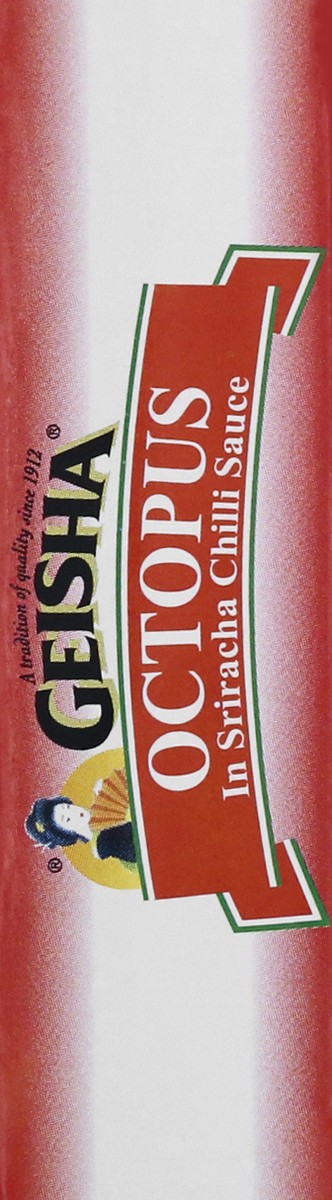 A tradition of quality since 1912
GEISHA®
®
OCTOPUS
In Sriracha Chilli Sauce